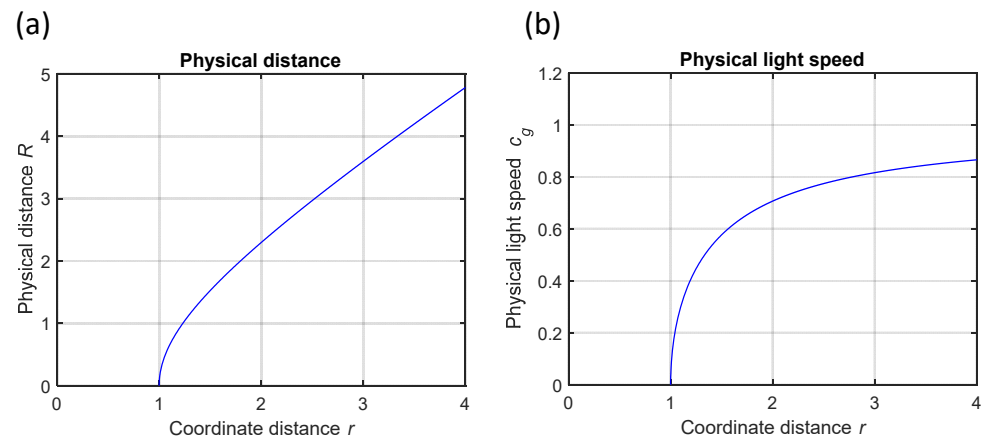 (a)
Physical distance
5
4
3
2
1
0
Physical distance R
0 1 2 3 4
Coordinate distance r
(b)
Physical light speed
1.2
1
0.8
0.6
0.4
0.2
0
Physical light speed c_g
0 1 2 3 4
Coordinate distance r